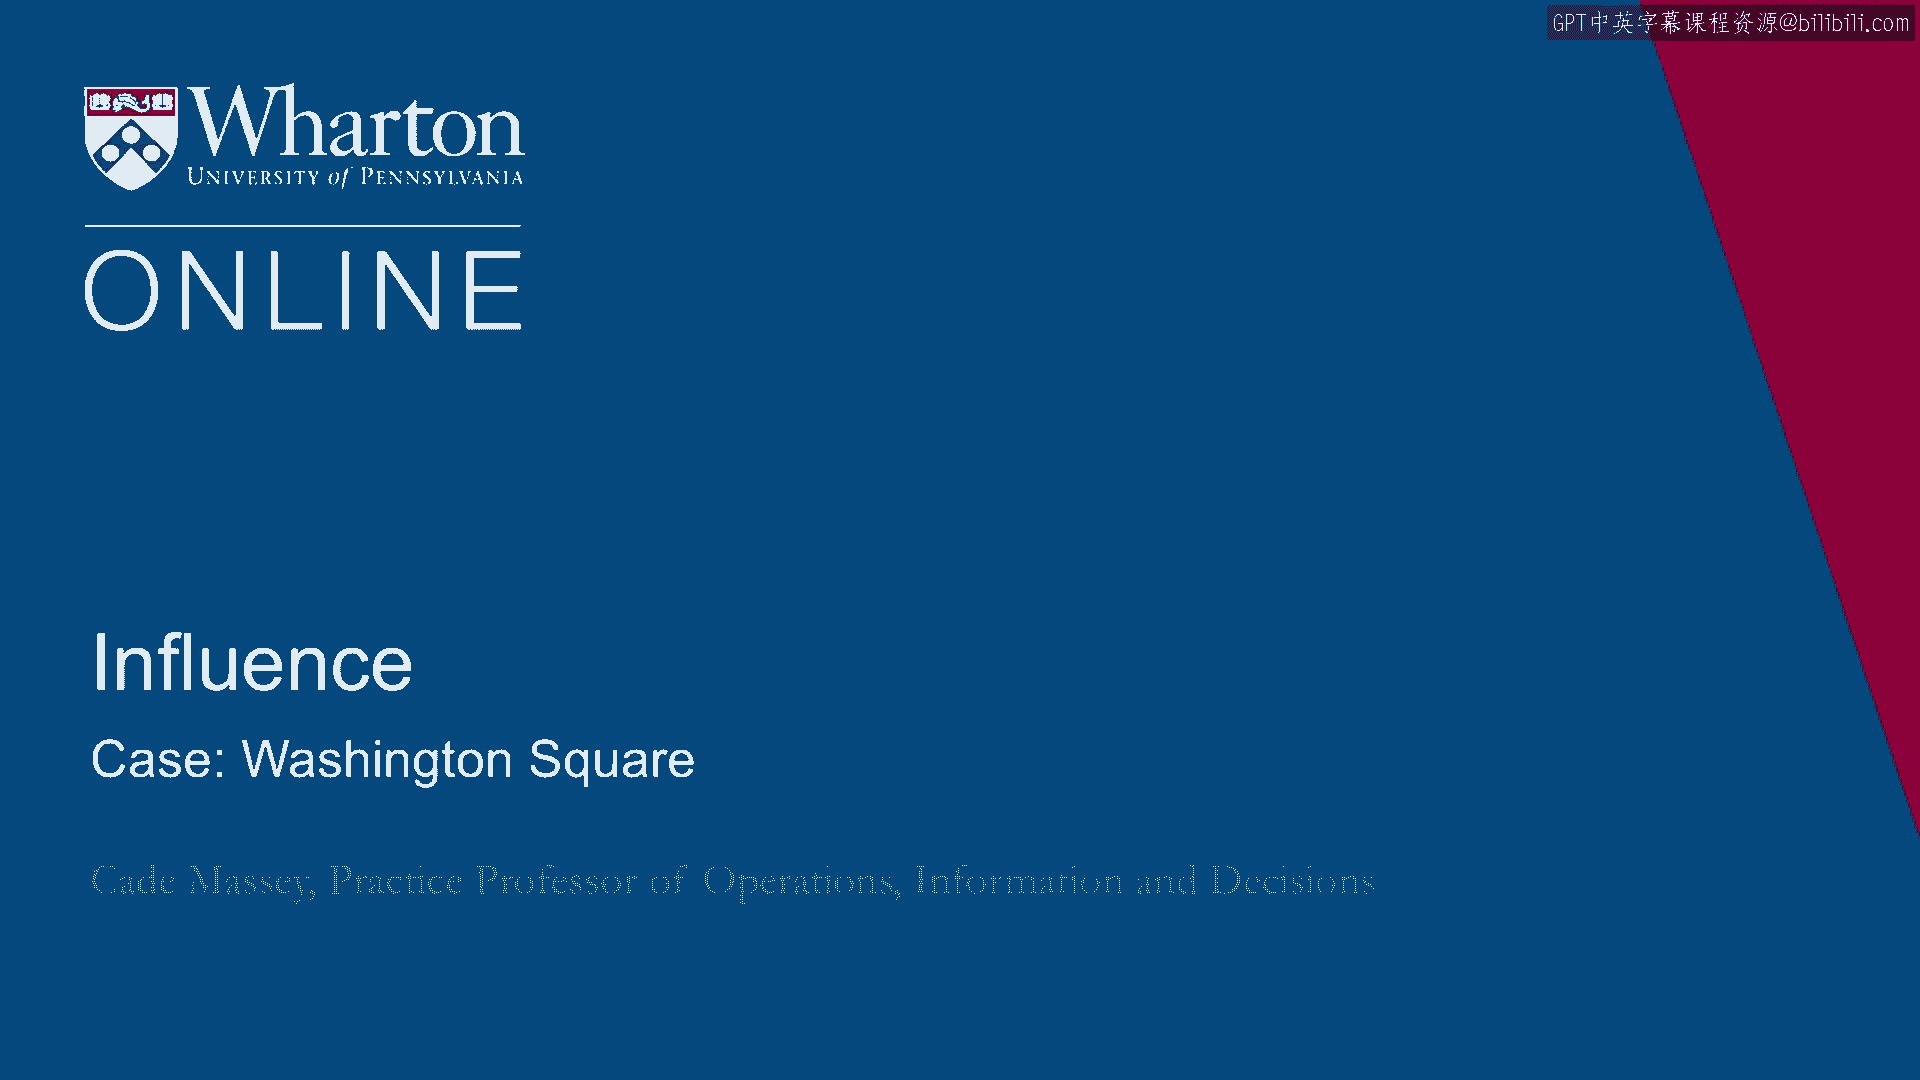 GPT中英字幕课程资源@bilibili.com
Wharton
UNIVERSITY of PENNSYLVANIA
ONLINE
Influence
Case: Washington Square
Cade Massey, Practice Professor of Operations, Information and Decisions